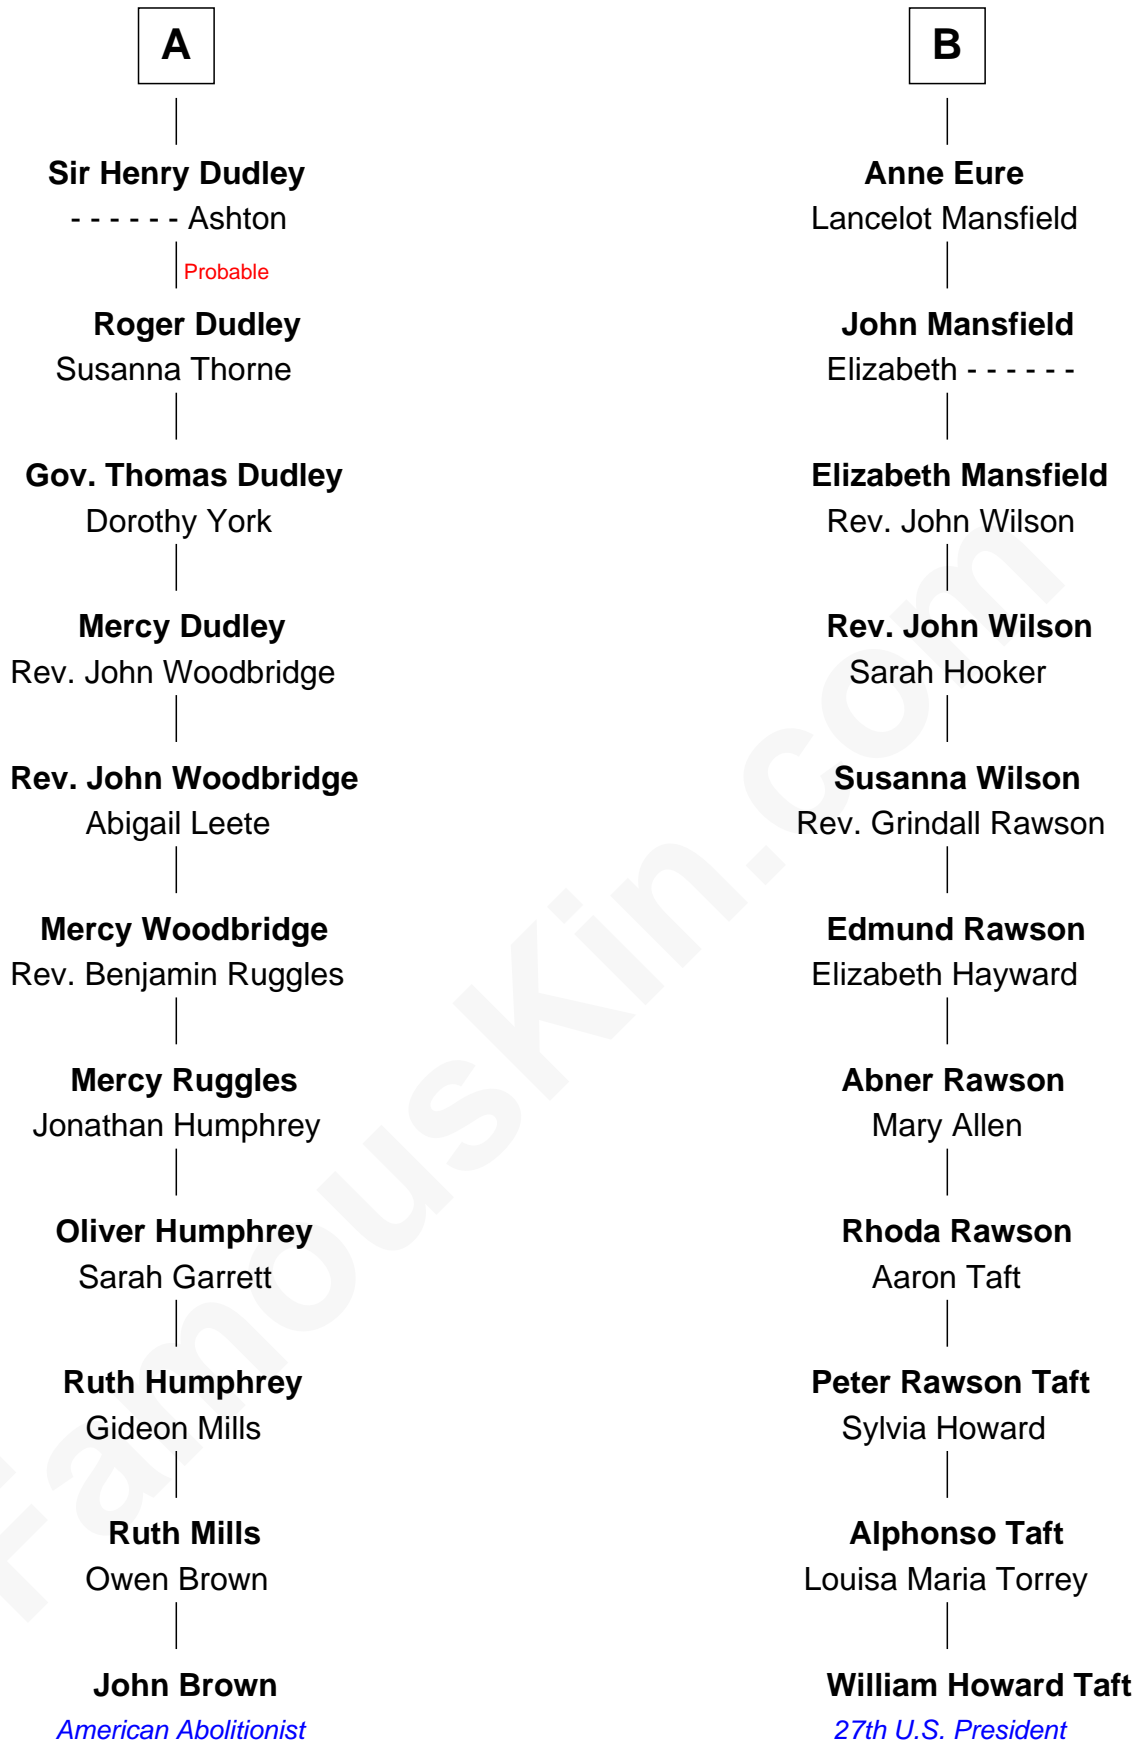 A
Sir Henry Dudley
- - - - - - Ashton
Probable
Roger Dudley
Susanna Thorne
Gov. Thomas Dudley
Dorothy York
Mercy Dudley
Rev. John Woodbridge
Rev. John Woodbridge
Abigail Leete
Mercy Woodbridge
Rev. Benjamin Ruggles
Mercy Ruggles
Jonathan Humphrey
Oliver Humphrey
Sarah Garrett
Ruth Humphrey
Gideon Mills
Ruth Mills
Owen Brown
John Brown
American Abolitionist
B
Anne Eure
Lancelot Mansfield
John Mansfield
Elizabeth - - - - - -
Elizabeth Mansfield
Rev. John Wilson
Rev. John Wilson
Sarah Hooker
Susanna Wilson
Rev. Grindall Rawson
Edmund Rawson
Elizabeth Hayward
Abner Rawson
Mary Allen
Rhoda Rawson
Aaron Taft
Peter Rawson Taft
Sylvia Howard
Alphonso Taft
Louisa Maria Torrey
William Howard Taft
27th U.S. President
FamousKin.com